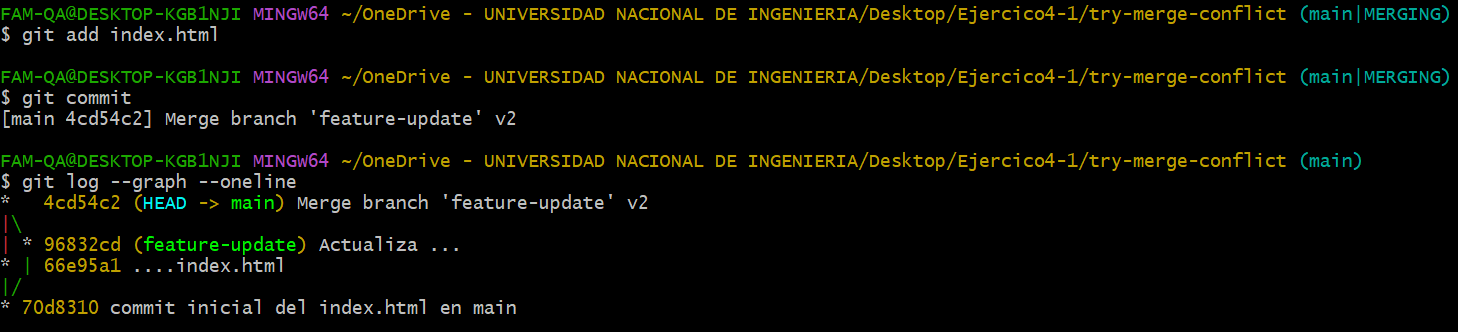 FAM-QA@DESKTOP-KGB1NJI MINGW64 ~/OneDrive - UNIVERSIDAD NACIONAL DE INGENIERIA/Desktop/Ejercico4-1/try-merge-conflict (main|MERGING)
$ git add index.html
FAM-QA@DESKTOP-KGB1NJI MINGW64 ~/OneDrive - UNIVERSIDAD NACIONAL DE INGENIERIA/Desktop/Ejercico4-1/try-merge-conflict (main|MERGING)
$ git commit
[main 4cd54c2] Merge branch 'feature-update' v2
FAM-QA@DESKTOP-KGB1NJI MINGW64 ~/OneDrive - UNIVERSIDAD NACIONAL DE INGENIERIA/Desktop/Ejercico4-1/try-merge-conflict (main)
$ git log --graph --oneline
*   4cd54c2 (HEAD -> main) Merge branch 'feature-update' v2
|\
| * 96832cd (feature-update) Actualiza ...
* | 66e95a1 ....index.html
|/
* 70d8310 commit inicial del index.html en main